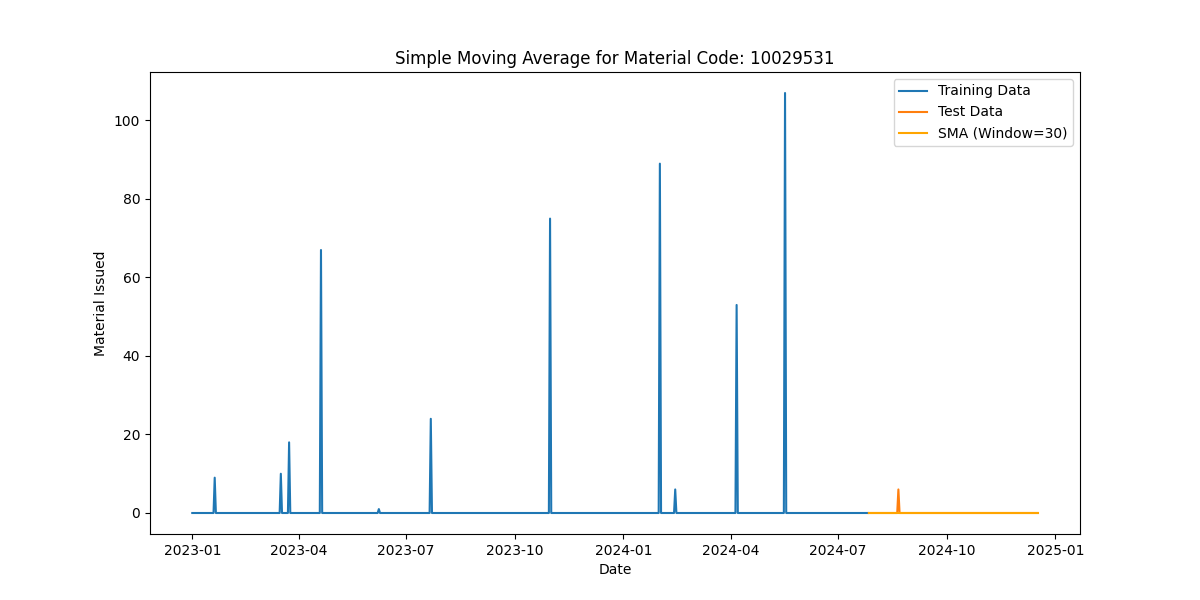 Simple Moving Average for Material Code: 10029531
Training Data
Test Data
SMA (Window=30)
Material Issued
100
80
60
40
20
0
2023-01 2023-04 2023-07 2023-10 2024-01 2024-04 2024-07 2024-10 2025-01
Date